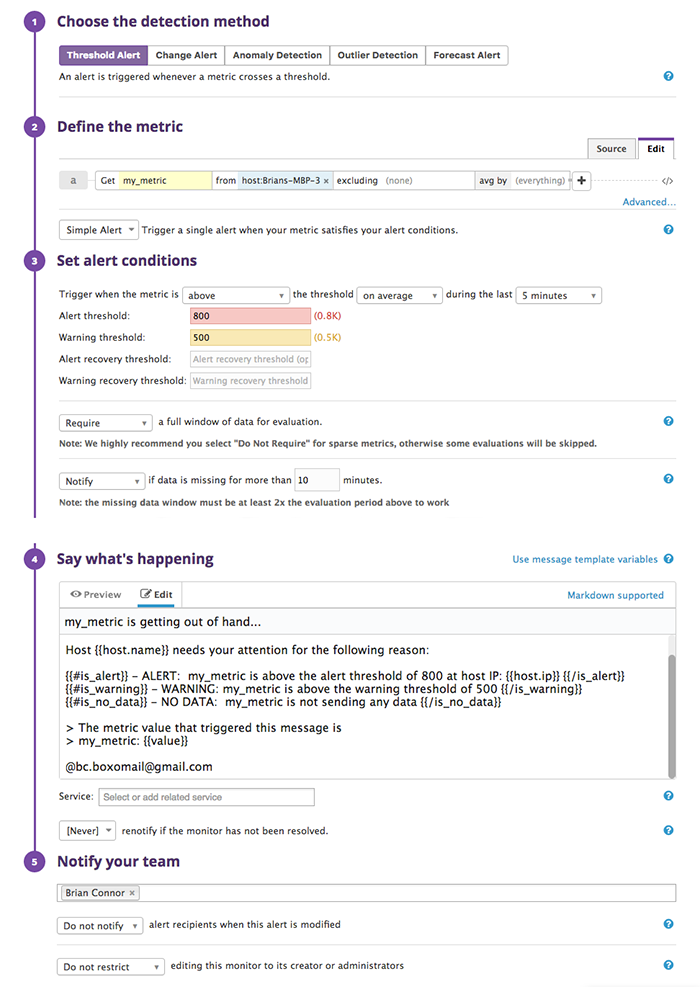 1 Choose the detection method
Threshold Alert Change Alert Anomaly Detection Outlier Detection Forecast Alert
An alert is triggered whenever a metric crosses a threshold. ?
2 Define the metric
Source Edit
a Get my_metric from host:Brians-MBP-3 × excluding (none) avg by (everything) + </>
Advanced...
Simple Alert Trigger a single alert when your metric satisfies your alert conditions. ?
3 Set alert conditions
Trigger when the metric is above the threshold on average during the last 5 minutes
Alert threshold: 800 (0.8K)
Warning threshold: 500 (0.5K)
Alert recovery threshold: Alert recovery threshold (op
Warning recovery threshold: Warning recovery threshold
Require a full window of data for evaluation. ?
Note: We highly recommend you select "Do Not Require" for sparse metrics, otherwise some evaluations will be skipped.
Notify if data is missing for more than 10 minutes. ?
Note: the missing data window must be at least 2x the evaluation period above to work
4 Say what's happening Use message template variables ?
Preview Edit Markdown supported
my_metric is getting out of hand...
Host {{host.name}} needs your attention for the following reason:
{{#is_alert}} – ALERT: my_metric is above the alert threshold of 800 at host IP: {{host.ip}} {{/is_alert}}
{{#is_warning}} – WARNING: my_metric is above the warning threshold of 500 {{/is_warning}}
{{#is_no_data}} – NO DATA: my_metric is not sending any data {{/is_no_data}}
> The metric value that triggered this message is
> my_metric: {{value}}
@bc.boxomail@gmail.com
Service: Select or add related service ?
[Never] renotify if the monitor has not been resolved. ?
5 Notify your team
Brian Connor ×
Do not notify alert recipients when this alert is modified ?
Do not restrict editing this monitor to its creator or administrators ?